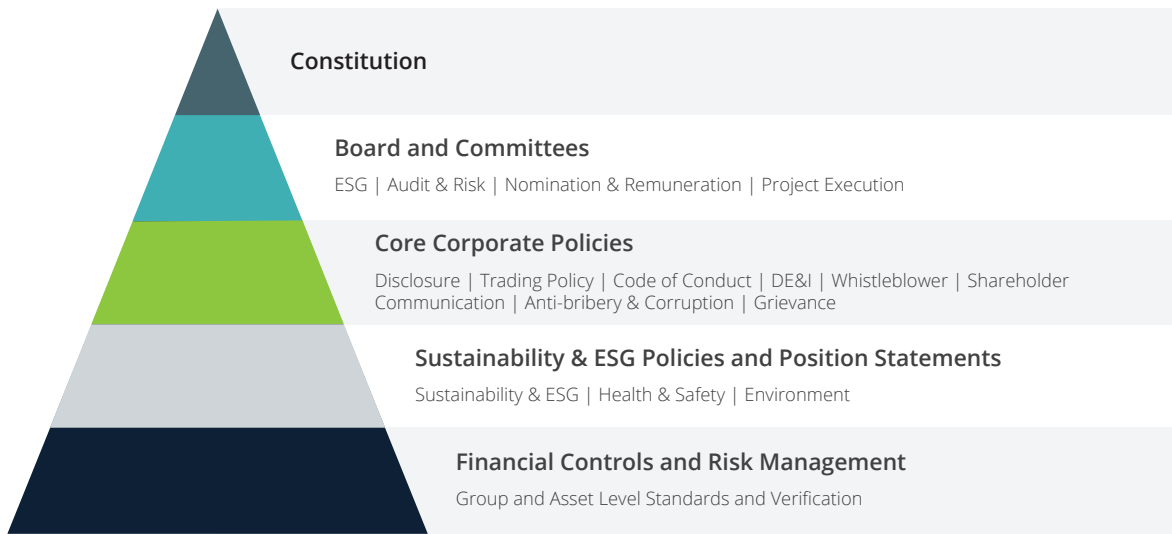 Constitution
Board and Committees
ESG | Audit & Risk | Nomination & Remuneration | Project Execution
Core Corporate Policies
Disclosure | Trading Policy | Code of Conduct | DE&I | Whistleblower | Shareholder
Communication | Anti-bribery & Corruption | Grievance
Sustainability & ESG Policies and Position Statements
Sustainability & ESG | Health & Safety | Environment
Financial Controls and Risk Management
Group and Asset Level Standards and Verification